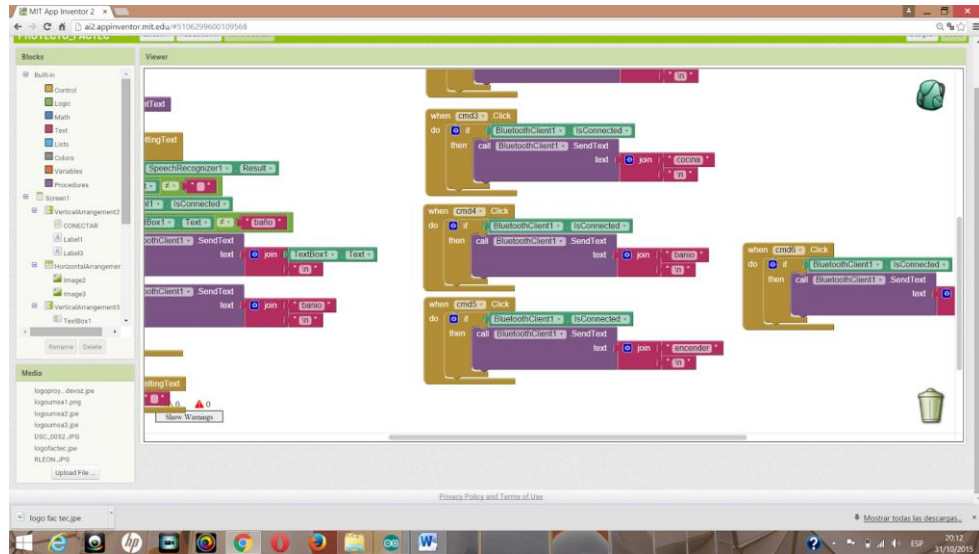 MIT App Inventor 2
ai2.appinventor.mit.edu/#5106299600109568
PROYECTO_FACTEC
Blocks
Viewer
Built-in
Control
Logic
Math
Text
Lists
Colors
Variables
Procedures
Screen1
VerticalArrangement2
CONECTAR
Label1
Label3
HorizontalArrangemer
Image2
Image3
VerticalArrangement3
TextBox1
Rename Delete
Media
logoproy...devoz.jpe
logoumsa1.png
logoumsa2.jpe
logoumsa3.jpe
DSC_0052.JPG
logofactec.jpe
RLEON.JPG
Upload File ...
ntText
ettingText
SpeechRecognizer1 Result
≠ " "
IsConnected
Box1 Text ≠ " baño "
oothClient1 SendText
text join TextBox1 Text
" \n "
oothClient1 SendText
text join " banio "
" \n "
ettingText
" "
0 0
Show Warnings
" \n "
when cmd3 .Click
do if BluetoothClient1 . IsConnected
then call BluetoothClient1 .SendText
text join " cocina "
" \n "
when cmd4 .Click
do if BluetoothClient1 . IsConnected
then call BluetoothClient1 .SendText
text join " banio "
" \n "
when cmd5 .Click
do if BluetoothClient1 . IsConnected
then call BluetoothClient1 .SendText
text join " encender "
" \n "
when cmd6 .Click
do if BluetoothClient1 . IsConnected
then call BluetoothClient1 .SendText
text
Privacy Policy and Terms of Use
logo fac tec.jpe
Mostrar todas las descargas...
ESP
20:12
31/10/2015